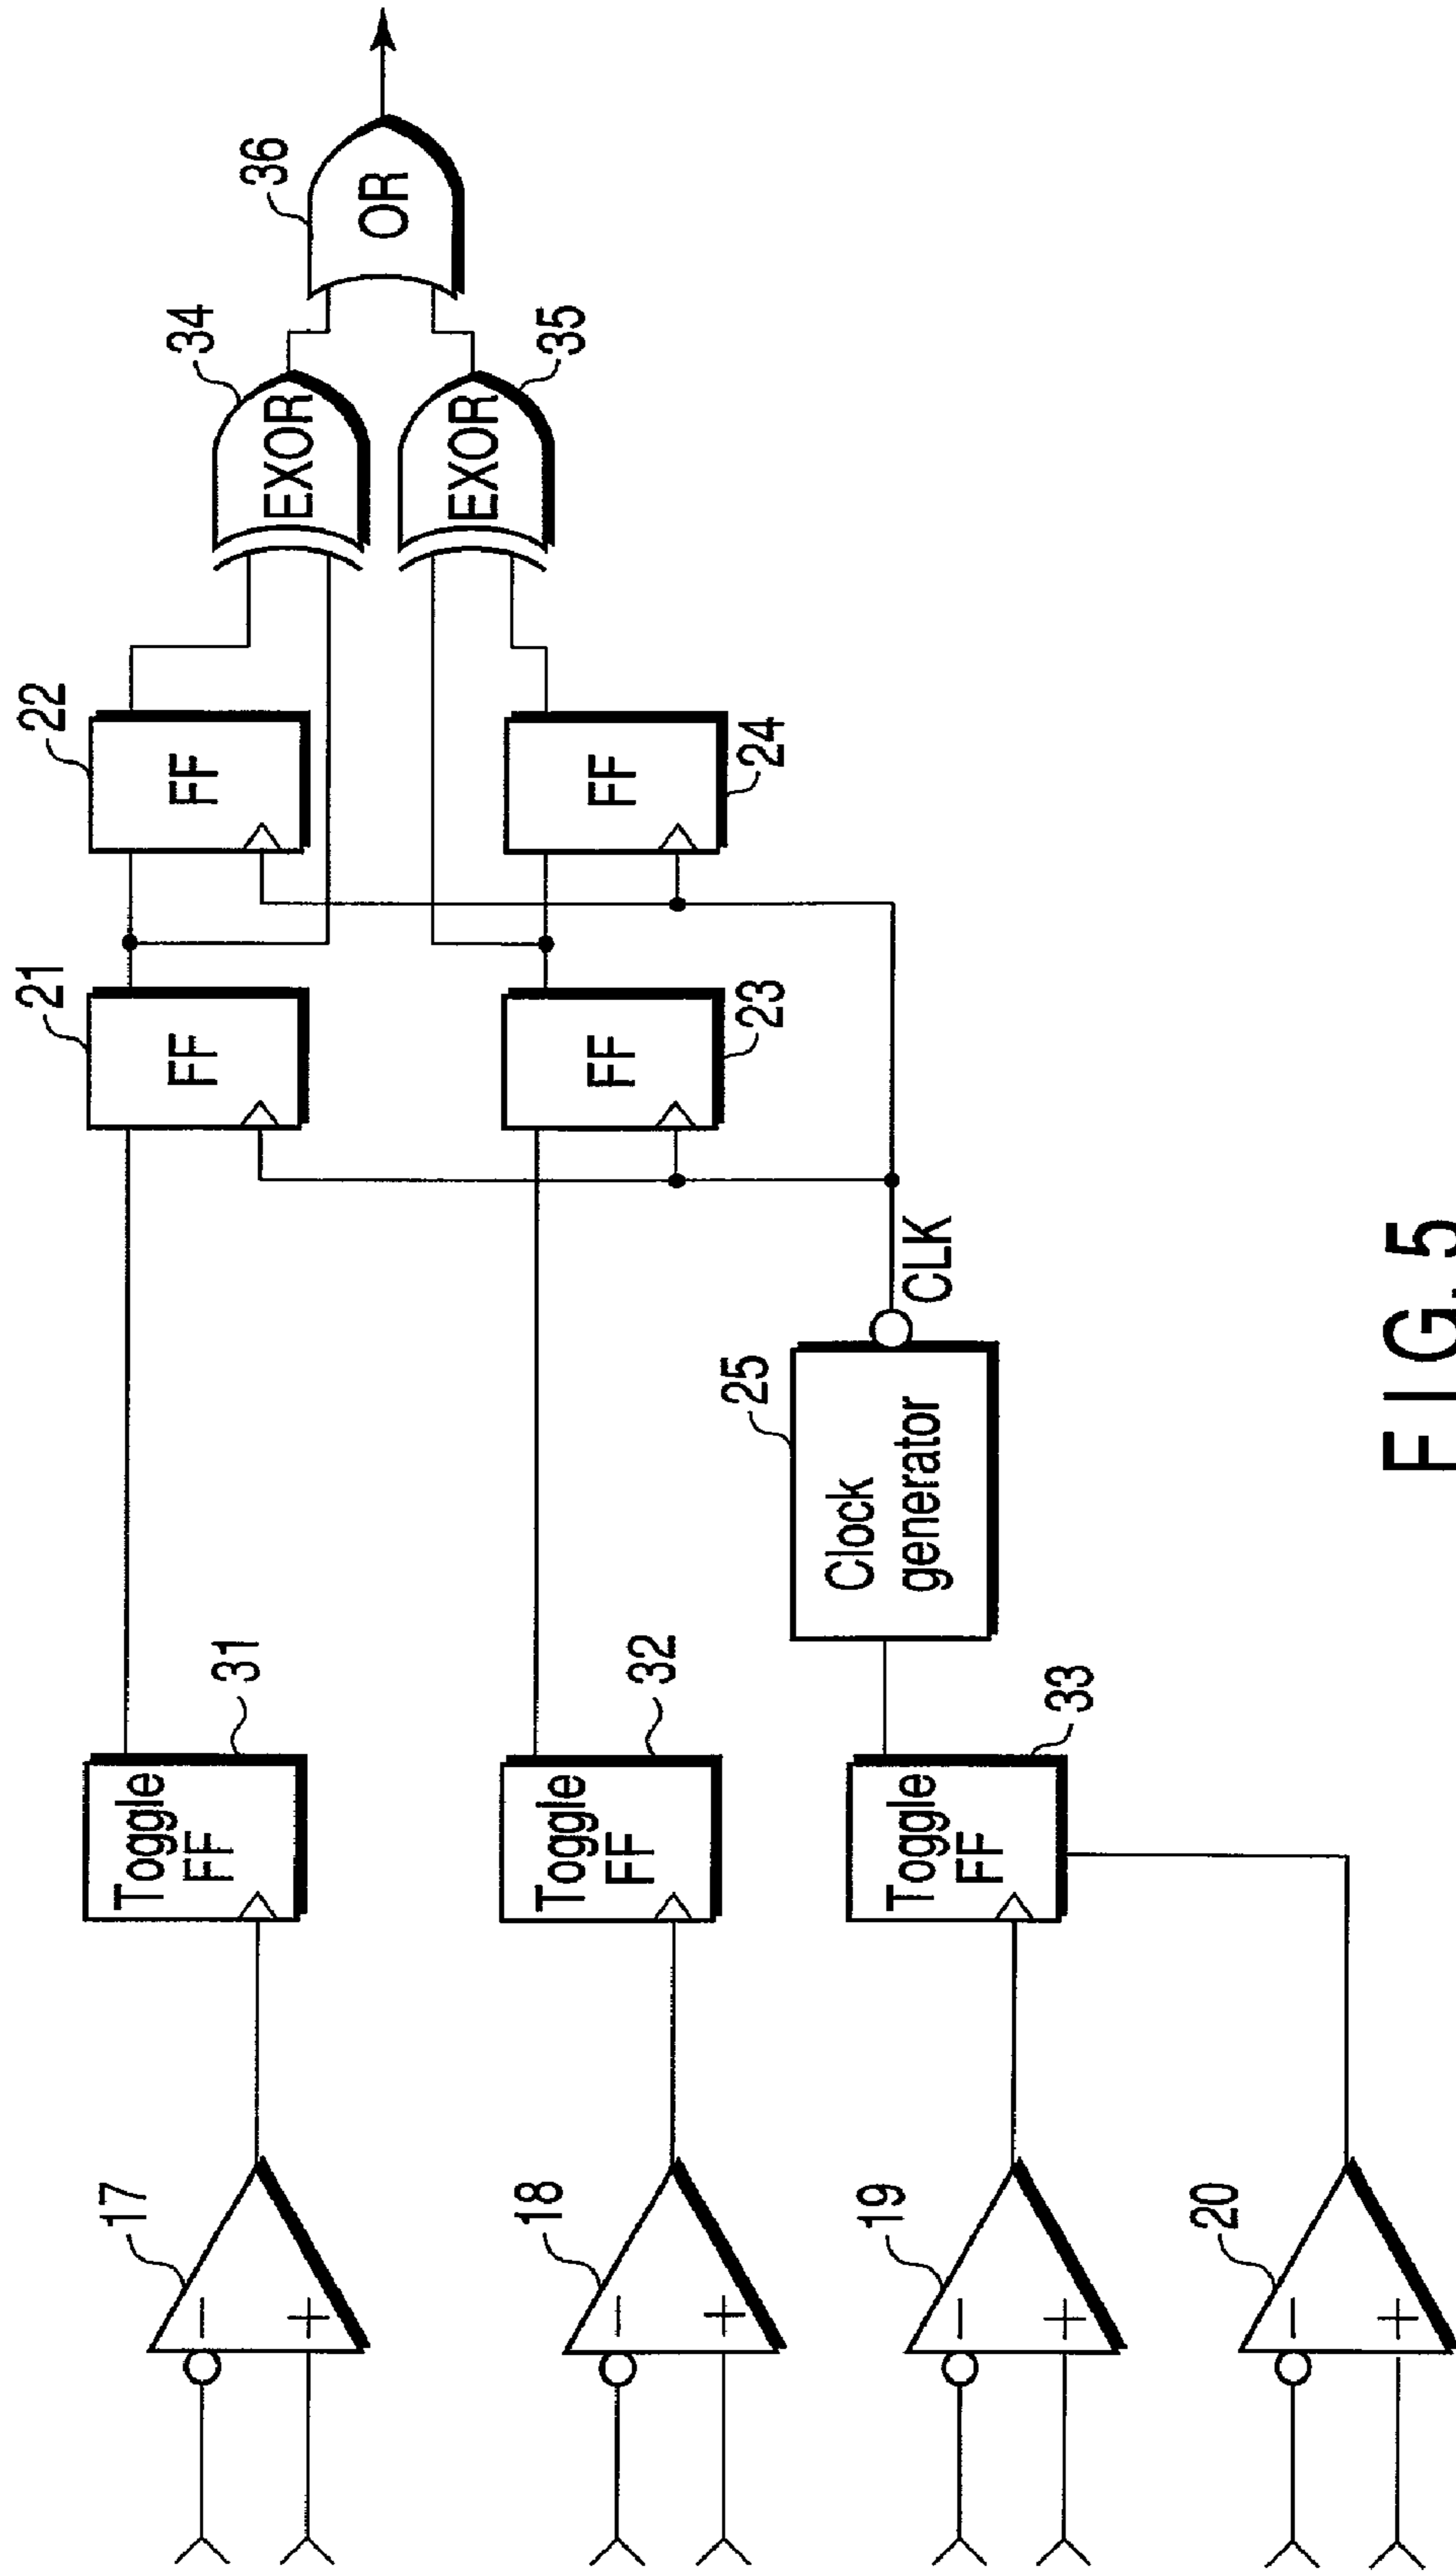 17
18
19
20
Toggle
FF
31
Toggle
FF
32
Toggle
FF
33
Clock
generator
25
CLK
FF
21
FF
22
FF
23
FF
24
EXOR
34
EXOR
35
OR
36
FIG. 5